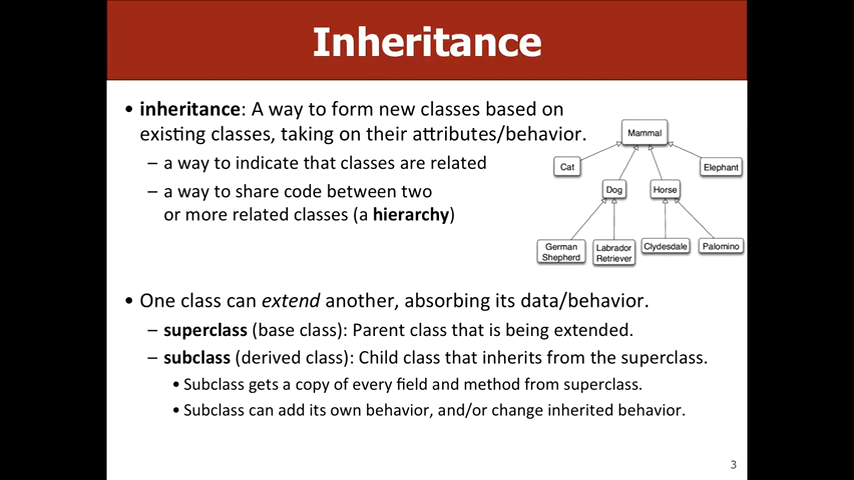 Inheritance
• inheritance: A way to form new classes based on
existing classes, taking on their attributes/behavior.
– a way to indicate that classes are related
– a way to share code between two
or more related classes (a hierarchy)
Mammal
Cat
Elephant
Dog
Horse
German
Shepherd
Labrador
Retriever
Clydesdale
Palomino
• One class can extend another, absorbing its data/behavior.
– superclass (base class): Parent class that is being extended.
– subclass (derived class): Child class that inherits from the superclass.
• Subclass gets a copy of every field and method from superclass.
• Subclass can add its own behavior, and/or change inherited behavior.
3